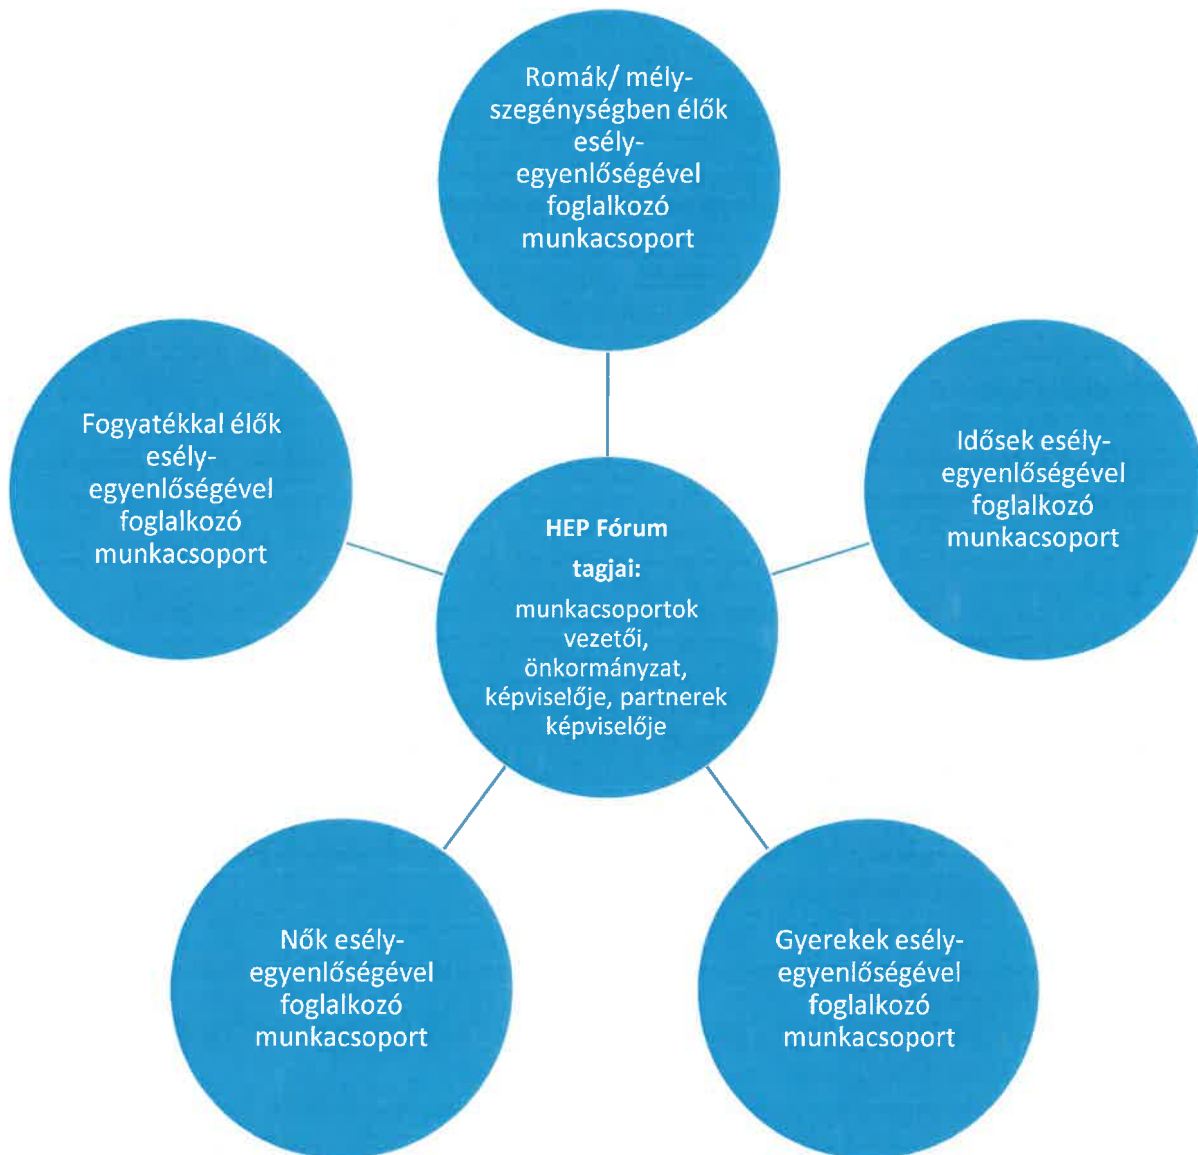 Romák/ mély-
szegénységben élők
esély-
egyenlőségével
foglalkozó
munkacsoport
Fogyatékkal élők
esély-
egyenlőségével
foglalkozó
munkacsoport
Idősek esély-
egyenlőségével
foglalkozó
munkacsoport
HEP Fórum
tagjai:
munkacsoportok
vezetői,
önkormányzat,
képviselője, partnerek
képviselője
Nők esély-
egyenlőségével
foglalkozó
munkacsoport
Gyerekek esély-
egyenlőségével
foglalkozó
munkacsoport